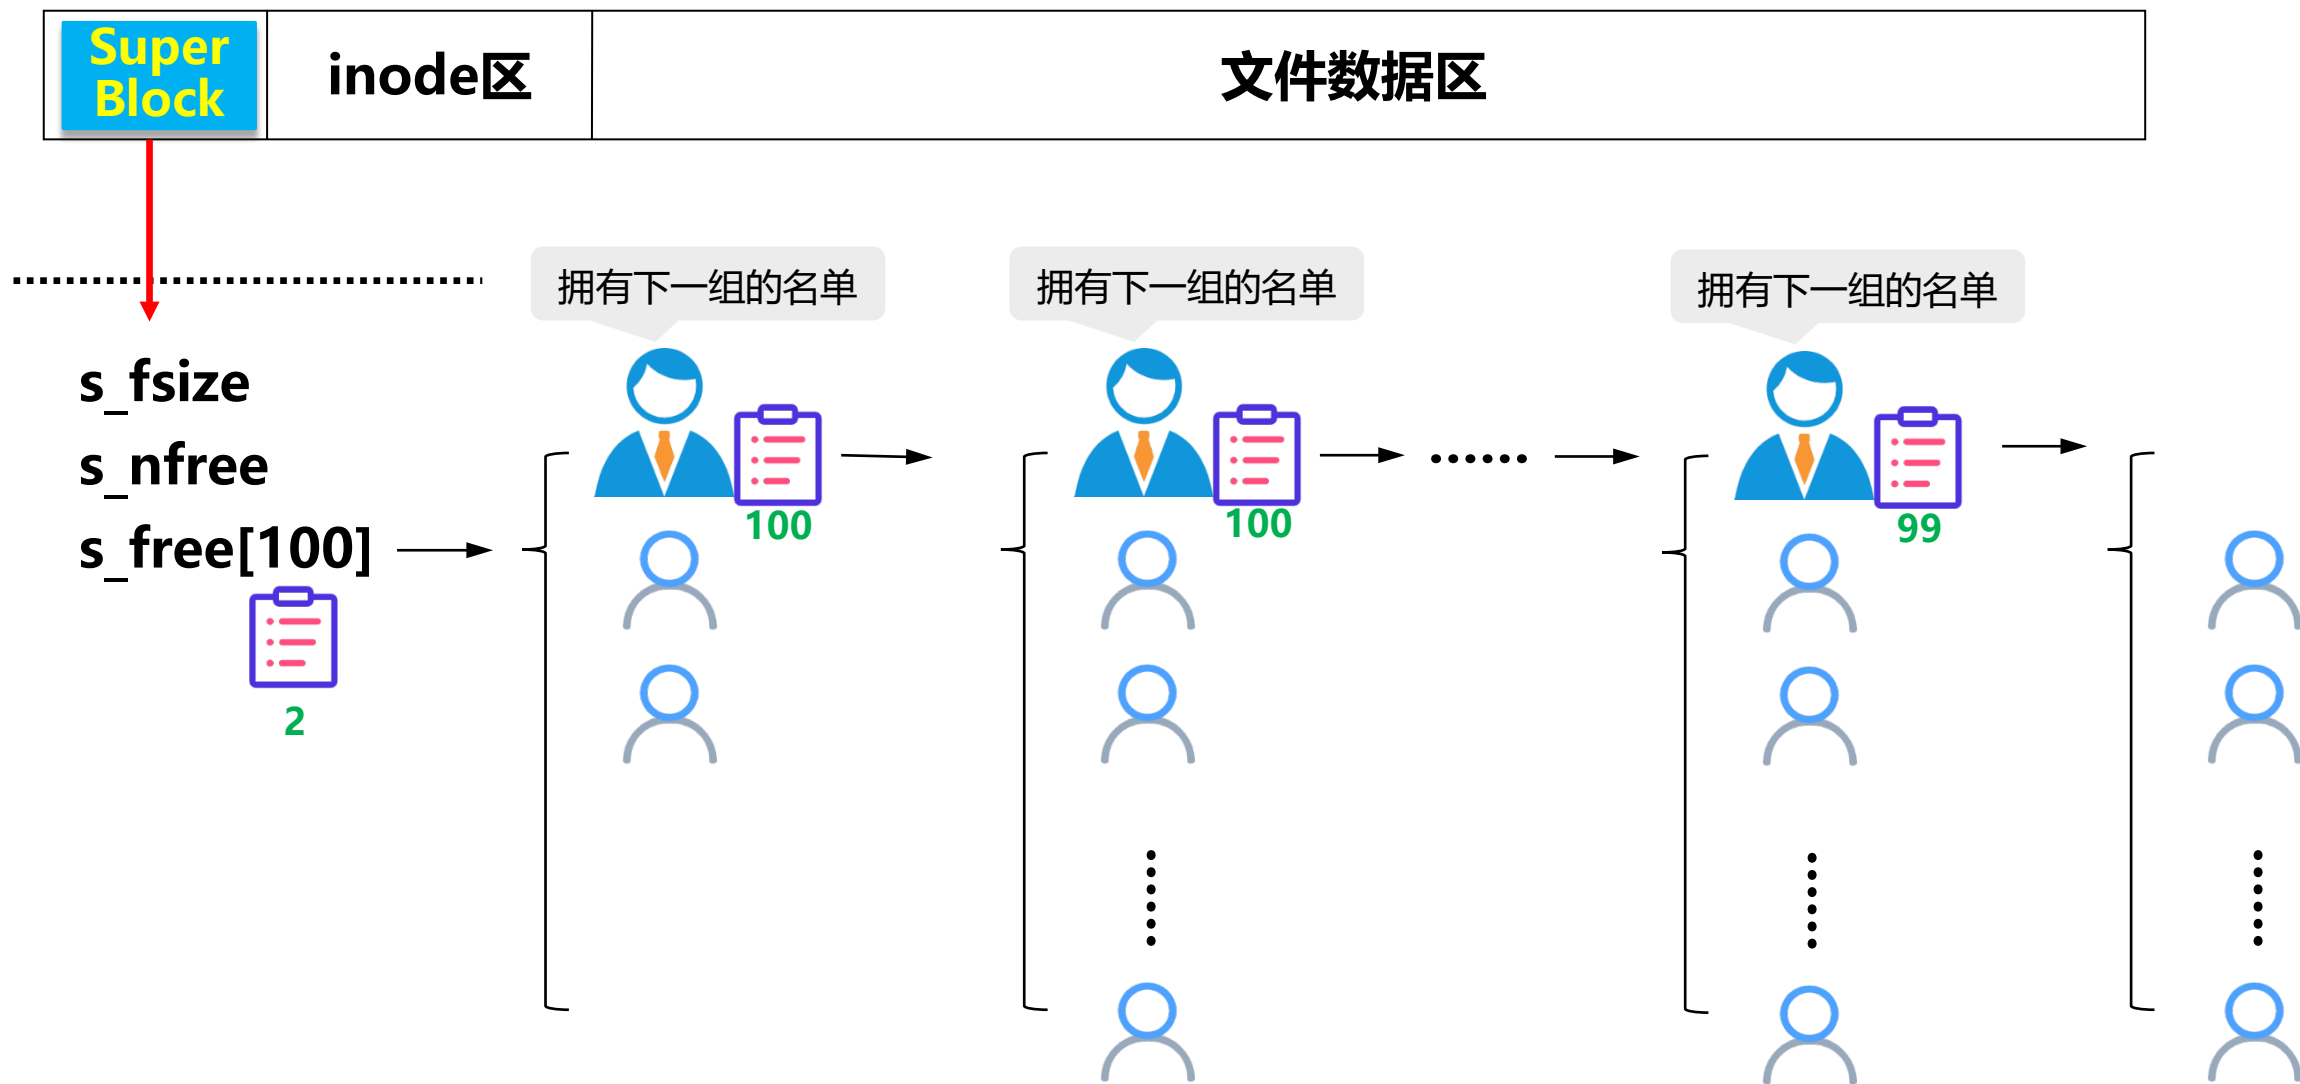 Super
Block
inode区
文件数据区
拥有下一组的名单
拥有下一组的名单
拥有下一组的名单
s_fsize
s_nfree
s_free[100]
2
100
100
99